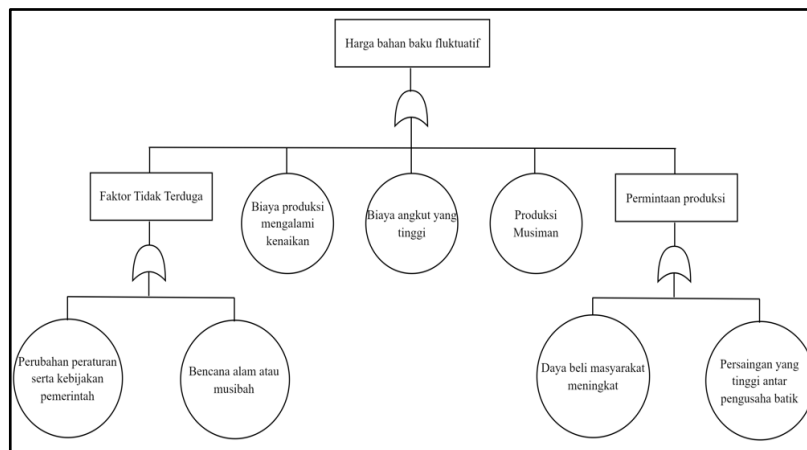 Harga bahan baku fluktuatif
Faktor Tidak Terduga
Biaya produksi
mengalami
kenaikan
Biaya angkut yang
tinggi
Produksi
Musiman
Permintaan produksi
Perubahan peraturan
serta kebijakan
pemerintah
Bencana alam atau
musibah
Daya beli masyarakat
meningkat
Persaingan yang
tinggi antar
pengusaha batik